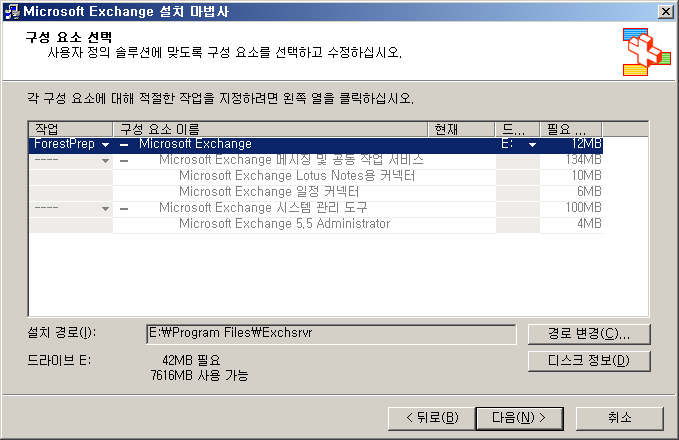 Microsoft Exchange 설치 마법사
구성 요소 선택
사용자 정의 솔루션에 맞도록 구성 요소를 선택하고 수정하십시오.
각 구성 요소에 대해 적절한 작업을 지정하려면 왼쪽 열을 클릭하십시오.
작업 구성 요소 이름 현재 드... 필요 ...
ForestPrep Microsoft Exchange E: 12MB
---- Microsoft Exchange 메시징 및 공동 작업 서비스 134MB
Microsoft Exchange Lotus Notes용 커넥터 10MB
Microsoft Exchange 일정 커넥터 6MB
---- Microsoft Exchange 시스템 관리 도구 100MB
Microsoft Exchange 5.5 Administrator 4MB
설치 경로(I): E:₩Program Files₩Exchsrvr 경로 변경(C)...
드라이브 E: 42MB 필요 디스크 정보(D)
7616MB 사용 가능
< 뒤로(B) 다음(N) > 취소